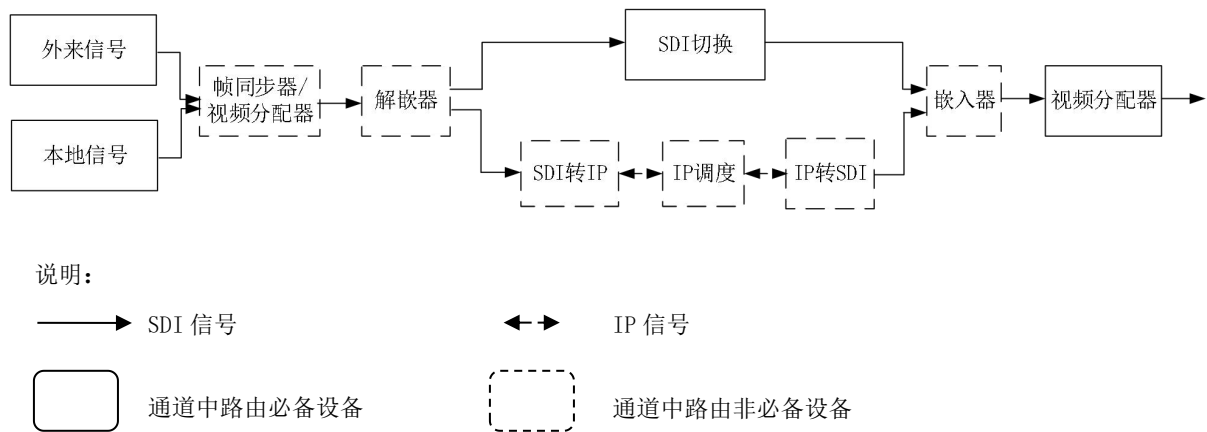 外来信号
本地信号
帧同步器/
视频分配器
解嵌器
SDI切换
SDI转IP
IP调度
IP转SDI
嵌入器
视频分配器
说明：
SDI 信号
IP 信号
通道中路由必备设备
通道中路由非必备设备